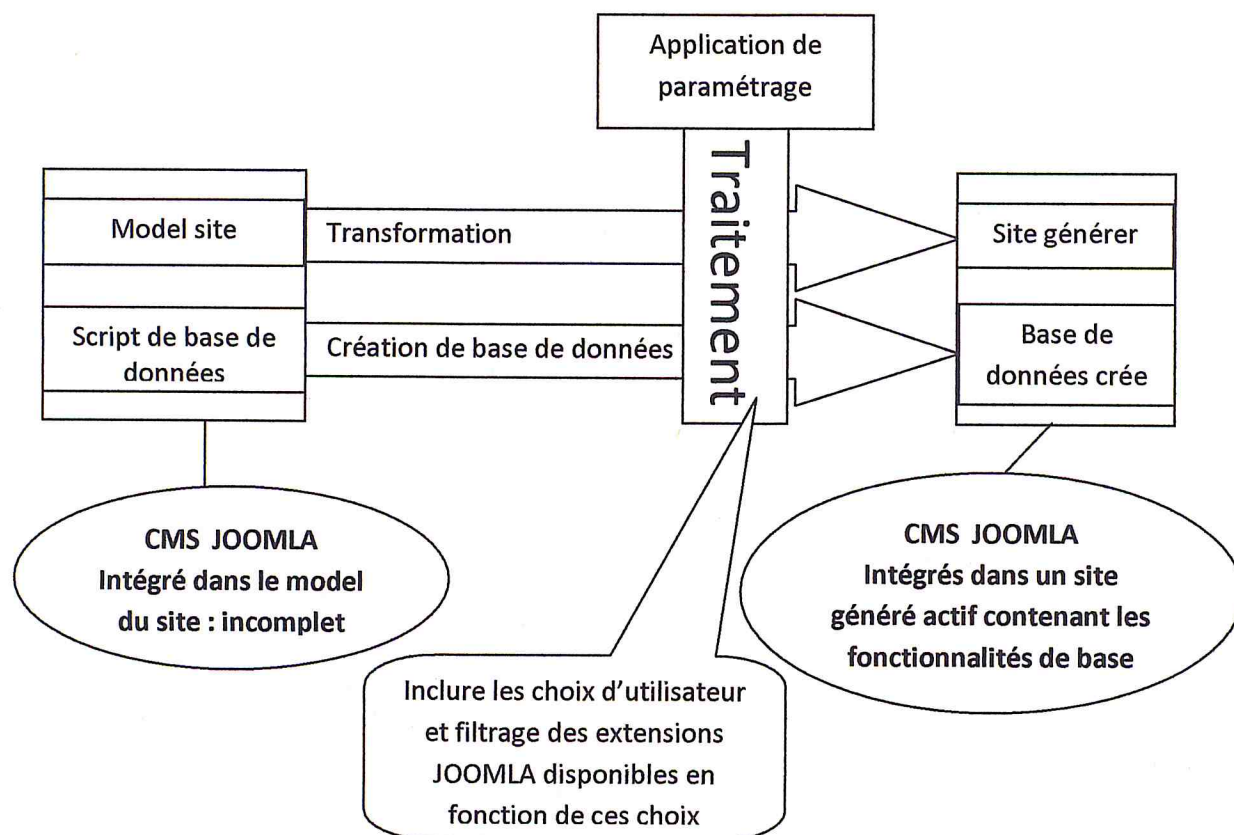 Application de
paramétrage
Traitement
Model site
Transformation
Site générer
Script de base de
données
Création de base de données
Base de
données crée
CMS JOOMLA
Intégré dans le model
du site : incomplet
CMS JOOMLA
Intégrés dans un site
généré actif contenant les
fonctionnalités de base
Inclure les choix d’utilisateur
et filtrage des extensions
JOOMLA disponibles en
fonction de ces choix